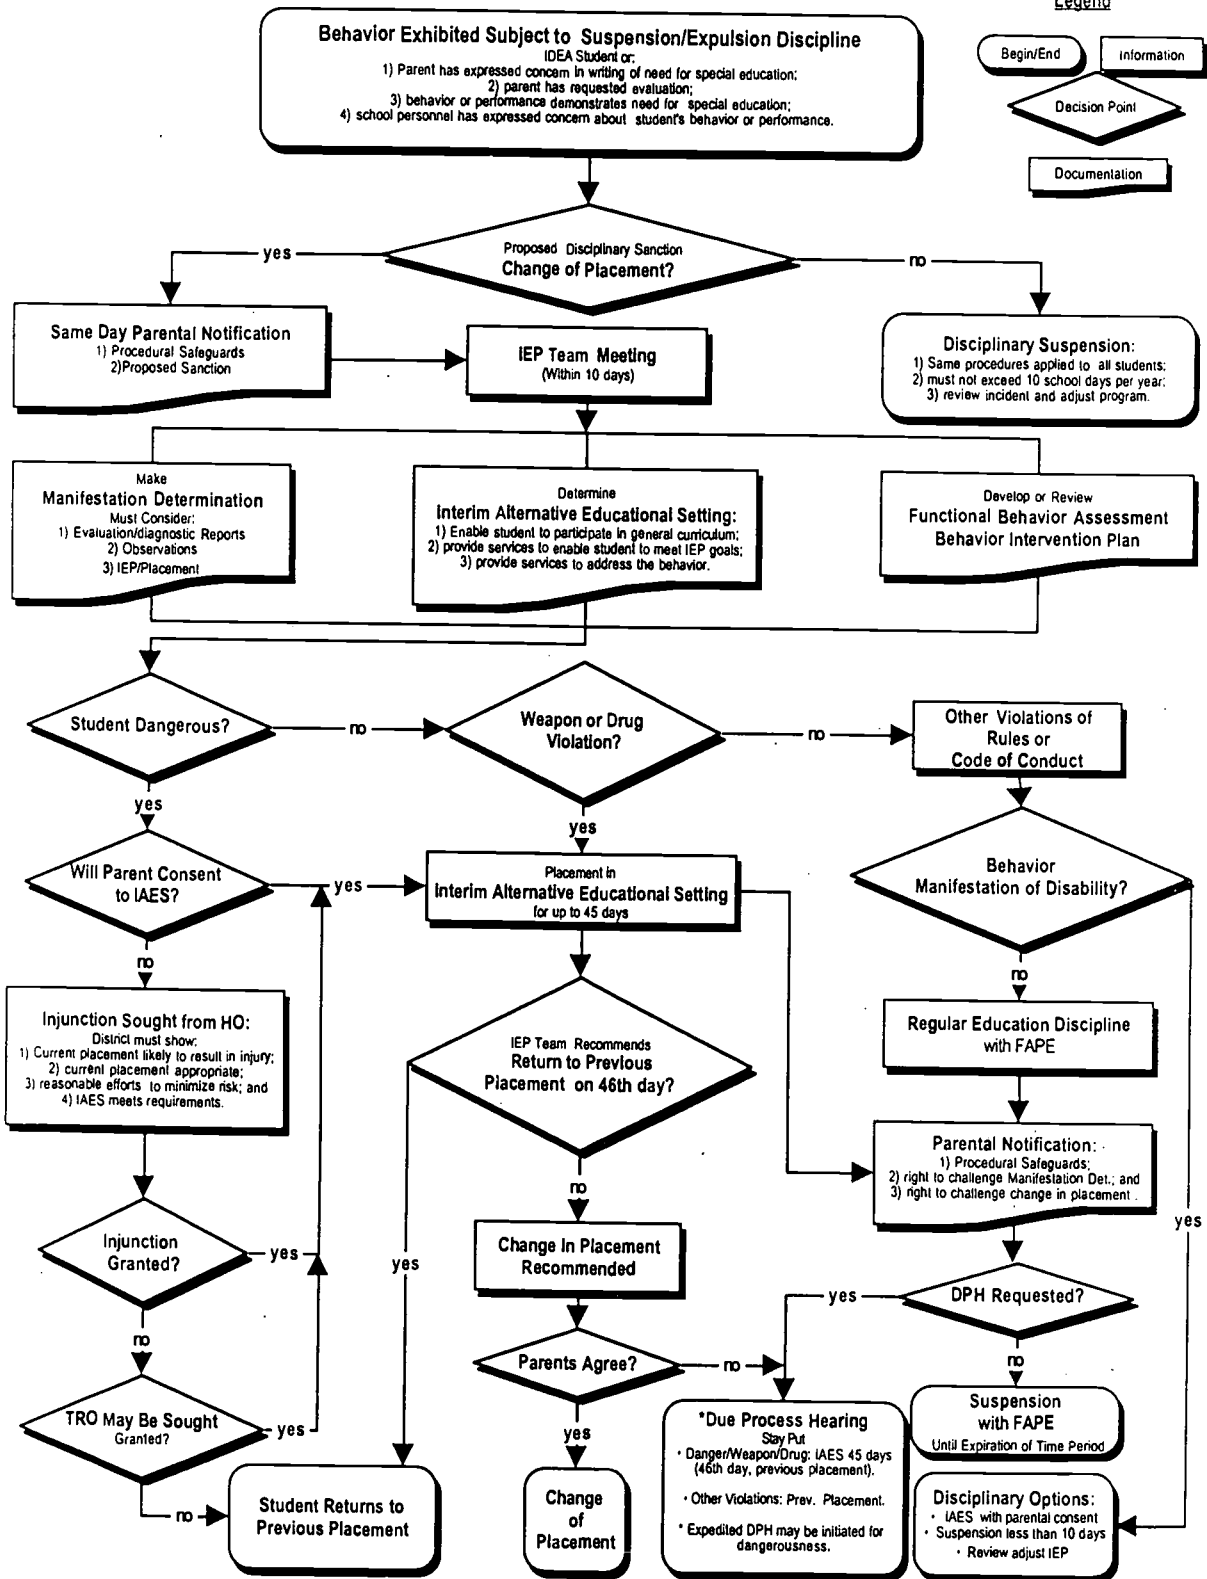 Legend
Begin/End
Information
Decision Point
Documentation
Behavior Exhibited Subject to Suspension/Expulsion Discipline
IDEA Student or:
1) Parent has expressed concern in writing of need for special education;
2) parent has requested evaluation;
3) behavior or performance demonstrates need for special education;
4) school personnel has expressed concern about student's behavior or performance.
Proposed Disciplinary Sanction
Change of Placement?
yes
no
Same Day Parental Notification
1) Procedural Safeguards
2)Proposed Sanction
IEP Team Meeting
(Within 10 days)
Disciplinary Suspension:
1) Same procedures applied to all students;
2) must not exceed 10 school days per year;
3) review incident and adjust program.
Make
Manifestation Determination
Must Consider:
1) Evaluation/diagnostic Reports
2) Observations
3) IEP/Placement
Determine
Interim Alternative Educational Setting:
1) Enable student to participate in general curriculum;
2) provide services to enable student to meet IEP goals;
3) provide services to address the behavior.
Develop or Review
Functional Behavior Assessment
Behavior Intervention Plan
Student Dangerous?
no
Weapon or Drug
Violation?
no
Other Violations of
Rules or
Code of Conduct
yes
yes
Will Parent Consent
to IAES?
yes
Placement in
Interim Alternative Educational Setting
for up to 45 days
Behavior
Manifestation of Disability?
no
no
Injunction Sought from HO:
District must show:
1) Current placement likely to result in injury;
2) current placement appropriate;
3) reasonable efforts to minimize risk; and
4) IAES meets requirements.
IEP Team Recommends
Return to Previous
Placement on 46th day?
Regular Education Discipline
with FAPE
Parental Notification:
1) Procedural Safeguards;
2) right to challenge Manifestation Det.; and
3) right to challenge change in placement.
no
yes
Injunction
Granted?
yes
yes
Change In Placement
Recommended
DPH Requested?
yes
no
no
Parents Agree?
no
TRO May Be Sought
Granted?
yes
yes
no
Student Returns to
Previous Placement
Change
of
Placement
*Due Process Hearing
Stay Put
· Danger/Weapon/Drug: IAES 45 days
(46th day, previous placement).
· Other Violations: Prev. Placement.
* Expedited DPH may be initiated for
dangerousness.
Suspension
with FAPE
Until Expiration of Time Period
Disciplinary Options:
· IAES with parental consent
· Suspension less than 10 days
· Review adjust IEP